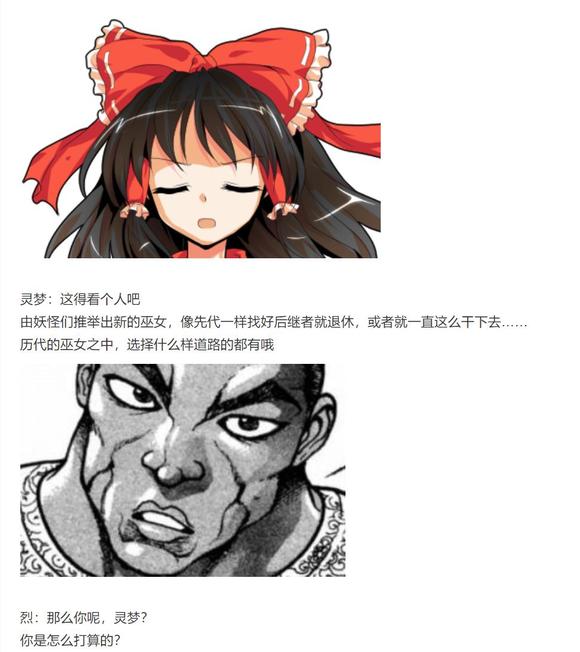 灵梦：这得看个人吧
由妖怪们推举出新的巫女，像先代一样找好后继者就退休，或者就一直这么干下去……
历代的巫女之中，选择什么样道路的都有哦
烈：那么你呢，灵梦？
你是怎么打算的？